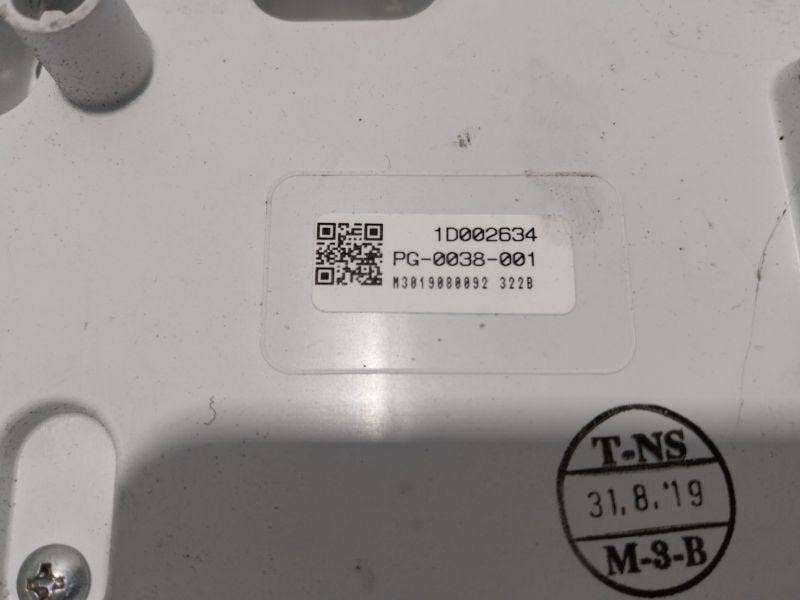 1D002634
PG-0038-001
M3019080092 322B
T-NS
31.8.'19
M-3-B